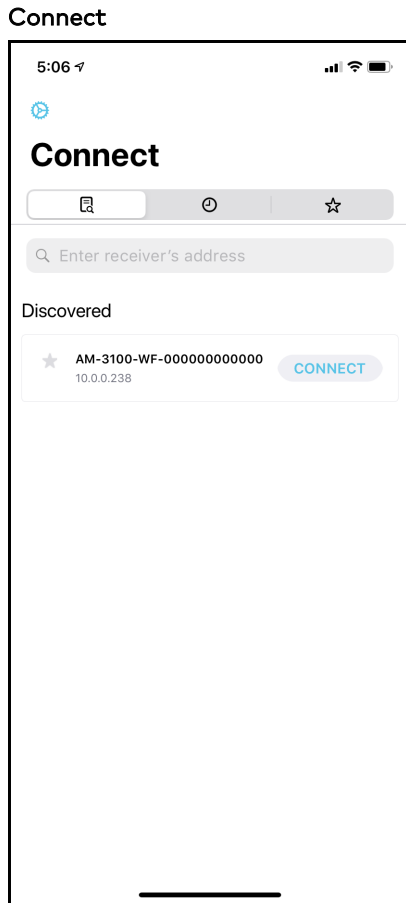 Connect
5:06
Connect
Enter receiver's address
Discovered
AM-3100-WF-000000000000
10.0.0.238
CONNECT